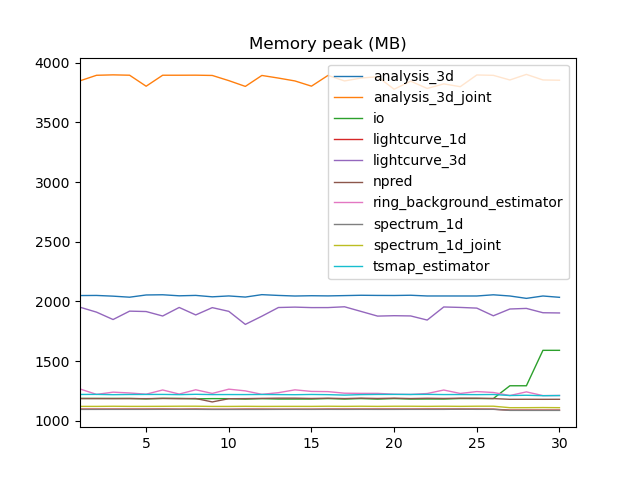 Memory peak (MB)
4000
3500
3000
2500
2000
1500
1000
analysis_3d
analysis_3d_joint
io
lightcurve_1d
lightcurve_3d
npred
ring_background_estimator
spectrum_1d
spectrum_1d_joint
tsmap_estimator
5 10 15 20 25 30